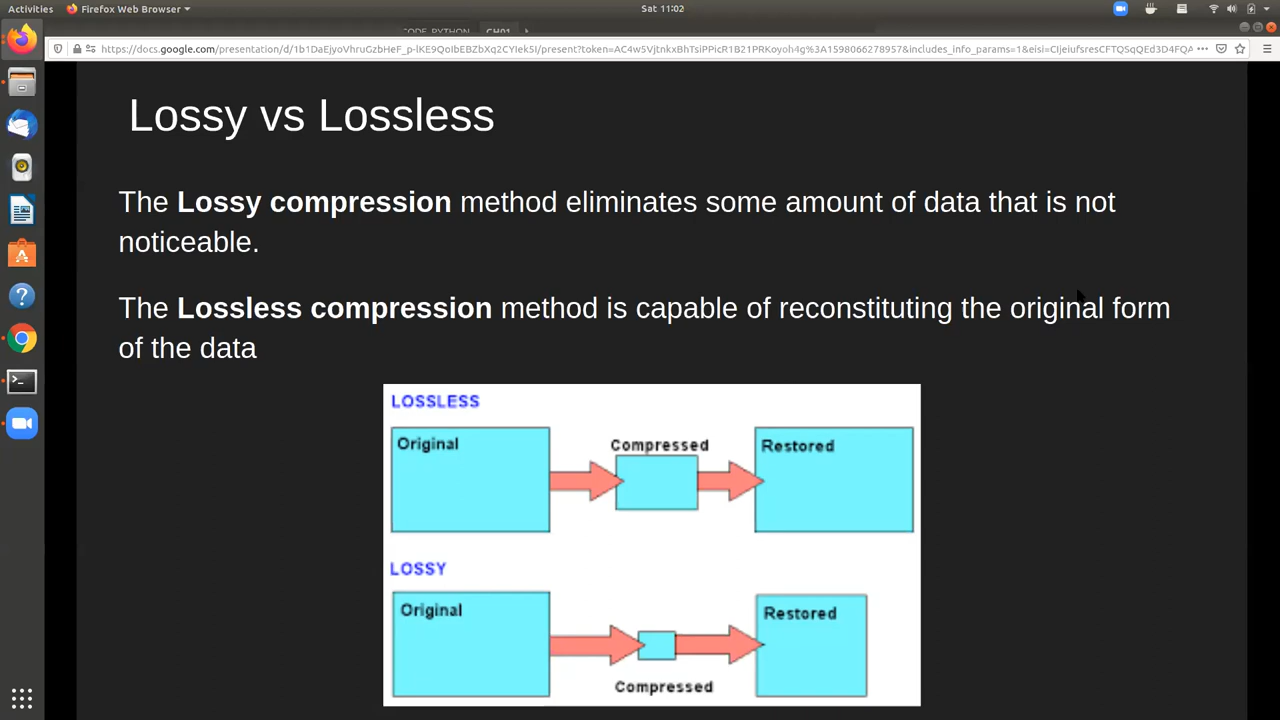 Activities Firefox Web Browser Sat 11:02
CODE_PYTHON CH01
Lossy vs Lossless
The Lossy compression method eliminates some amount of data that is not
noticeable.
The Lossless compression method is capable of reconstituting the original form
of the data
LOSSLESS
Original Compressed Restored
LOSSY
Original Restored
Compressed